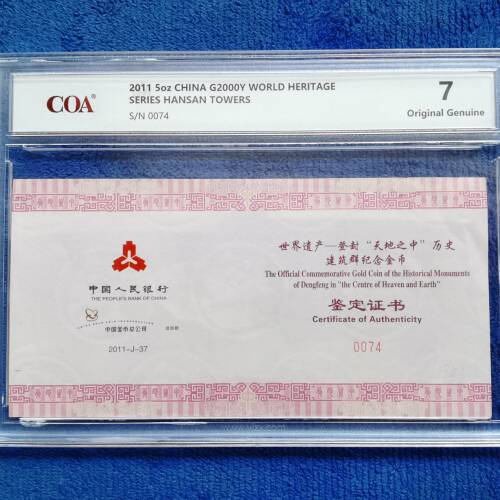 COA
2011 5oz CHINA G2000Y WORLD HERITAGE
SERIES HANSAN TOWERS
S/N 0074
7
Original Genuine
中国人民银行
THE PEOPLE'S BANK OF CHINA
中国金币总公司
2011-J-37
世界遗产—登封“天地之中”历史
建筑群纪念金币
The Official Commemorative Gold Coin of the Historical Monuments
of Dengfeng in "the Centre of Heaven and Earth"
鉴定证书
Certificate of Authenticity
0074